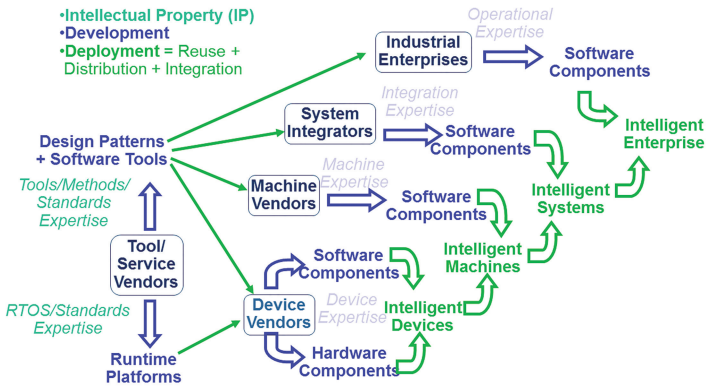 •Intellectual Property (IP)
•Development
•Deployment = Reuse +
Distribution + Integration
Operational
Expertise
Industrial
Enterprises
Software
Components
Integration
Expertise
System
Integrators
Software
Components
Intelligent
Enterprise
Design Patterns
+ Software Tools
Machine
Expertise
Machine
Vendors
Software
Components
Intelligent
Systems
Tools/Methods/
Standards
Expertise
Tool/
Service
Vendors
Software
Components
Intelligent
Machines
RTOS/Standards
Expertise
Device
Vendors
Device
Expertise
Intelligent
Devices
Runtime
Platforms
Hardware
Components